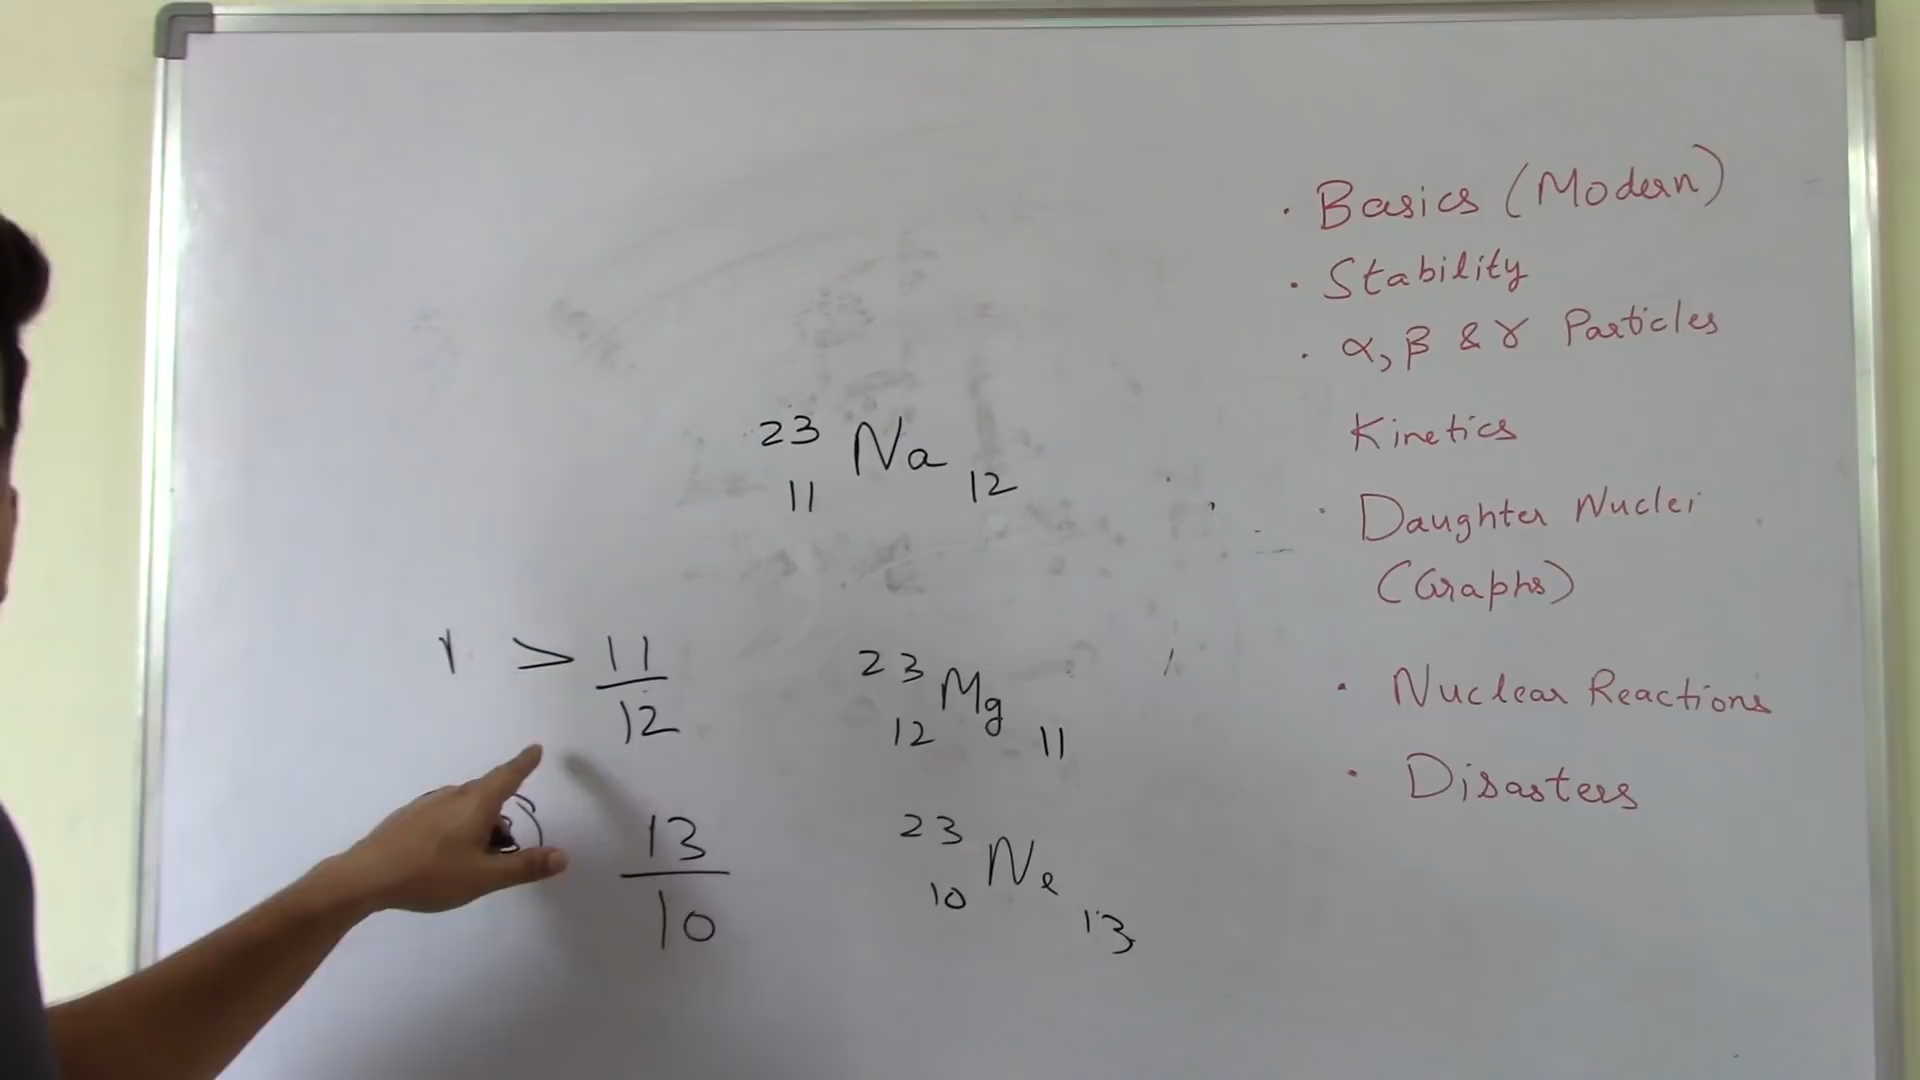 23
11 Na 12
1 > 11
12
23
12 Mg 11
13
10
23
10 Ne 13
. Basics (Modern)
. Stability
. α, β & γ Particles
Kinetics
. Daughter Nuclei
(Graphs)
. Nuclear Reactions
. Disasters